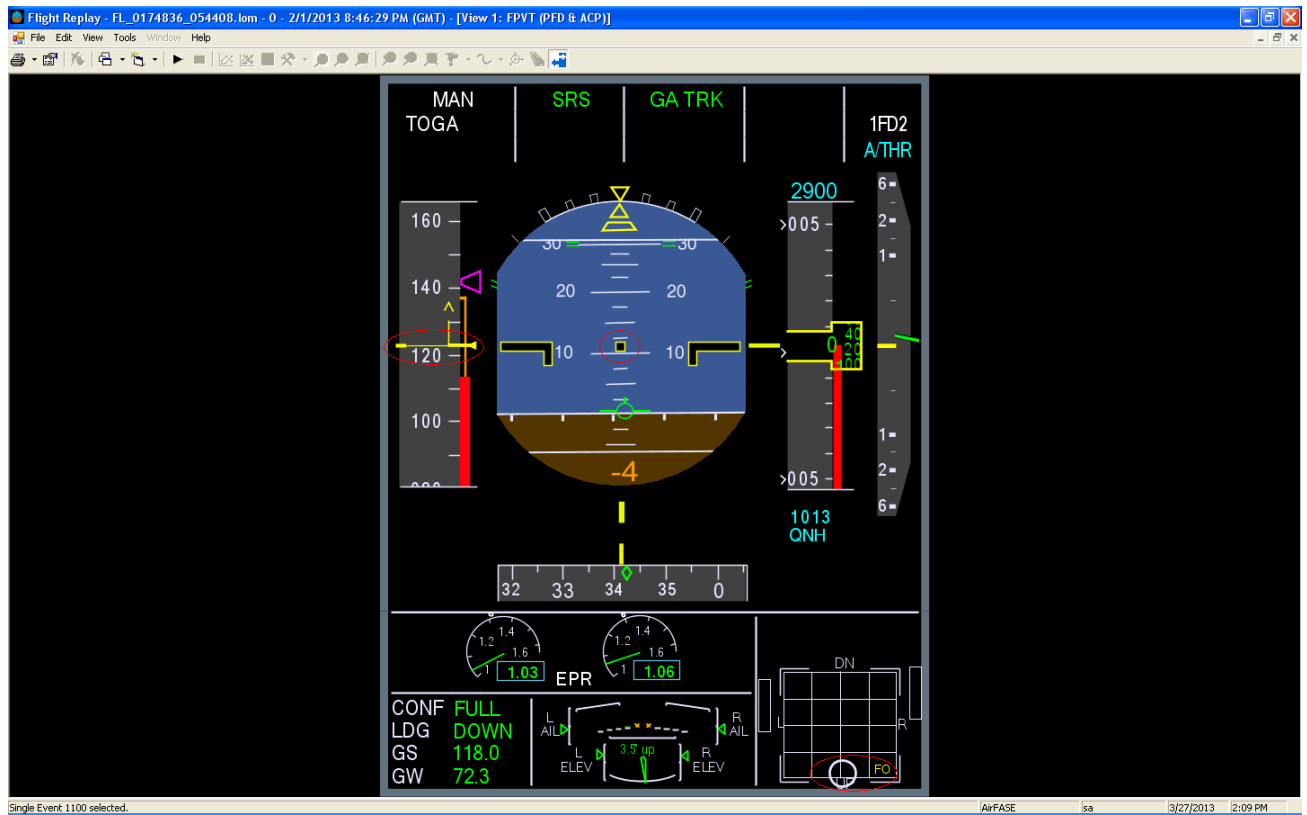 Flight Replay - FL_0174836_054408.lom - 0 - 2/1/2013 8:46:29 PM (GMT) - [View 1: FPVT (PFD & ACP)]
File Edit View Tools Window Help
MAN SRS GA TRK
TOGA 1FD2
A/THR
2900
6
160 005 2
30 30 1
140 20 20
40
0 20
120 10 10 100
100 1
-4 005 2
6
1013
QNH
32 33 34 35 0
1.2 1.4 1.6 1 1.03 EPR 1.2 1.4 1.6 1 1.06
DN
L R
UP FO
CONF FULL
LDG DOWN
GS 118.0
GW 72.3
L AIL R AIL
L ELEV 3.5° up R ELEV
Single Event 1100 selected. AirFASE sa 3/27/2013 2:09 PM